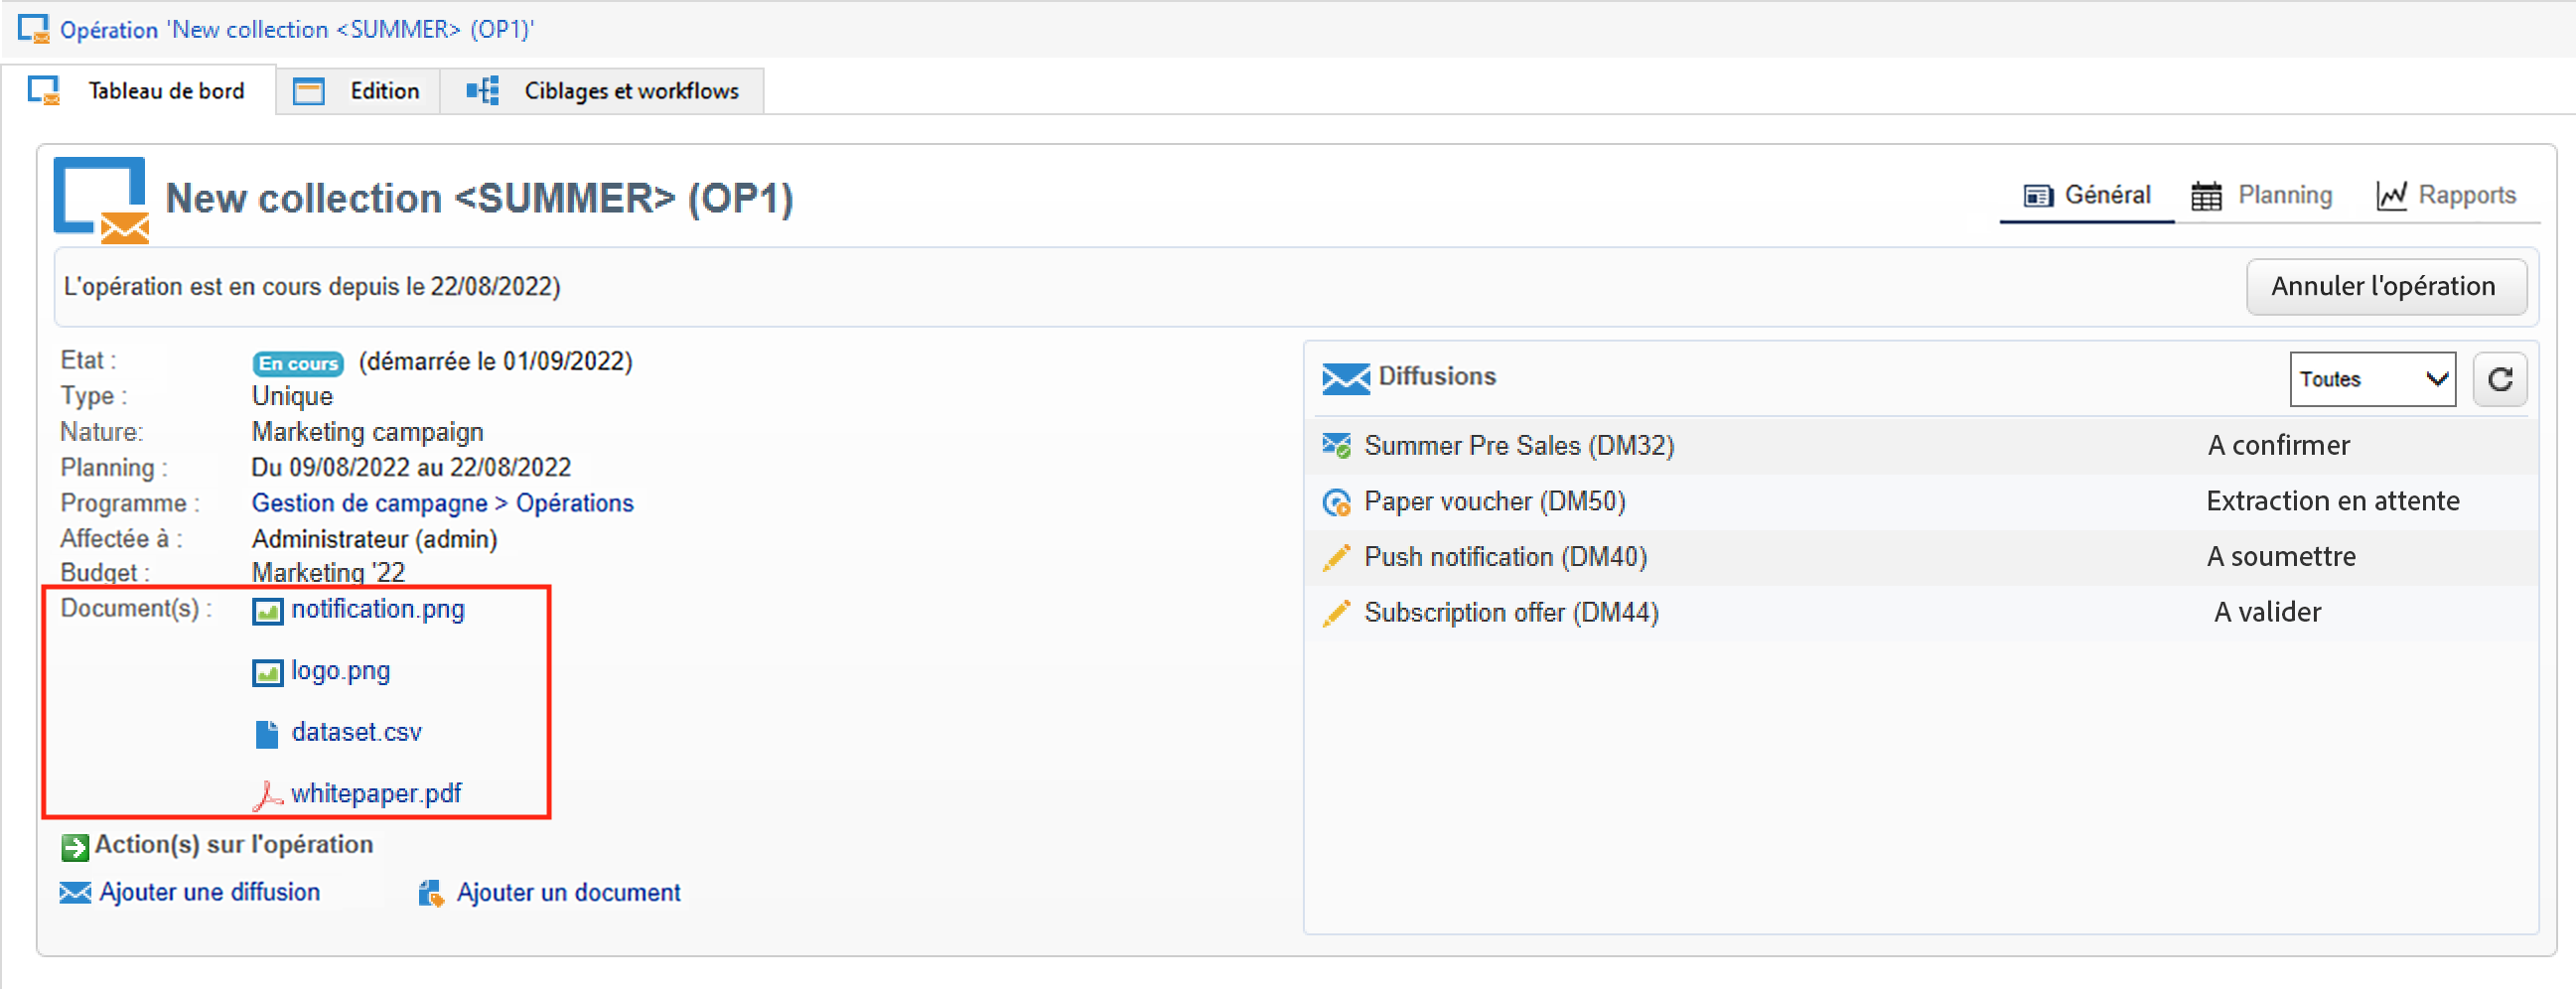 Opération 'New collection <SUMMER> (OP1)'
Tableau de bord Edition Ciblages et workflows
New collection <SUMMER> (OP1)
Général Planning Rapports
L'opération est en cours depuis le 22/08/2022)
Annuler l'opération
Etat : En cours (démarrée le 01/09/2022)
Type : Unique
Nature: Marketing campaign
Planning : Du 09/08/2022 au 22/08/2022
Programme : Gestion de campagne > Opérations
Affectée à : Administrateur (admin)
Budget : Marketing '22
Document(s) : notification.png
logo.png
dataset.csv
whitepaper.pdf
Action(s) sur l'opération
Ajouter une diffusion Ajouter un document
Diffusions Toutes
Summer Pre Sales (DM32) A confirmer
Paper voucher (DM50) Extraction en attente
Push notification (DM40) A soumettre
Subscription offer (DM44) A valider